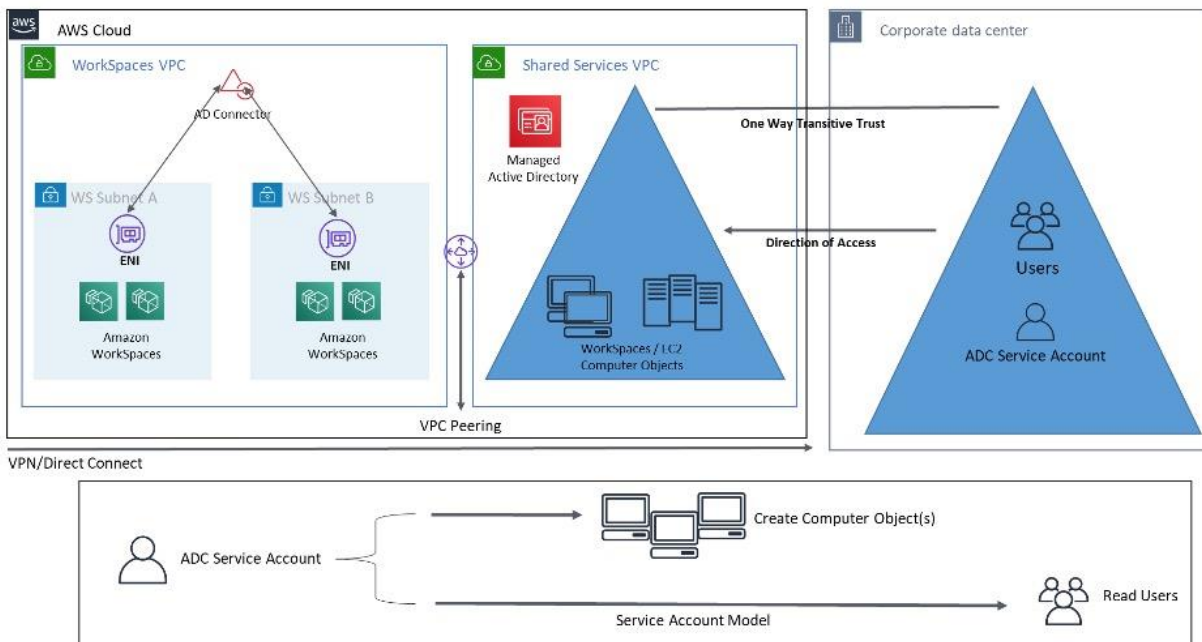 aws
AWS Cloud
Corporate data center
WorkSpaces VPC
Shared Services VPC
AD Connector
One Way Transitive Trust
Managed
Active Directory
WS Subnet A
WS Subnet B
Direction of Access
ENI
ENI
Users
Amazon
WorkSpaces
Amazon
WorkSpaces
WorkSpaces / EC2
Computer Objects
ADC Service Account
VPC Peering
VPN/Direct Connect
Create Computer Object(s)
ADC Service Account
Read Users
Service Account Model